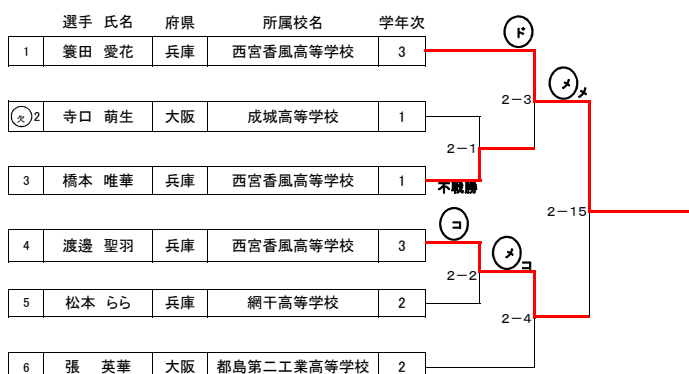 選手 氏名 府県 所属校名 学年次
ド
1 簑田 愛花 兵庫 西宮香風高等学校 3
メメ
2－3
欠 2 寺口 萌生 大阪 成城高等学校 1
2－1
3 橋本 唯華 兵庫 西宮香風高等学校 1
不戦勝
2－15
コ
4 渡邊 聖羽 兵庫 西宮香風高等学校 3
メコ
2－2
5 松本 らら 兵庫 網干高等学校 2
2－4
6 張 英華 大阪 都島第二工業高等学校 2